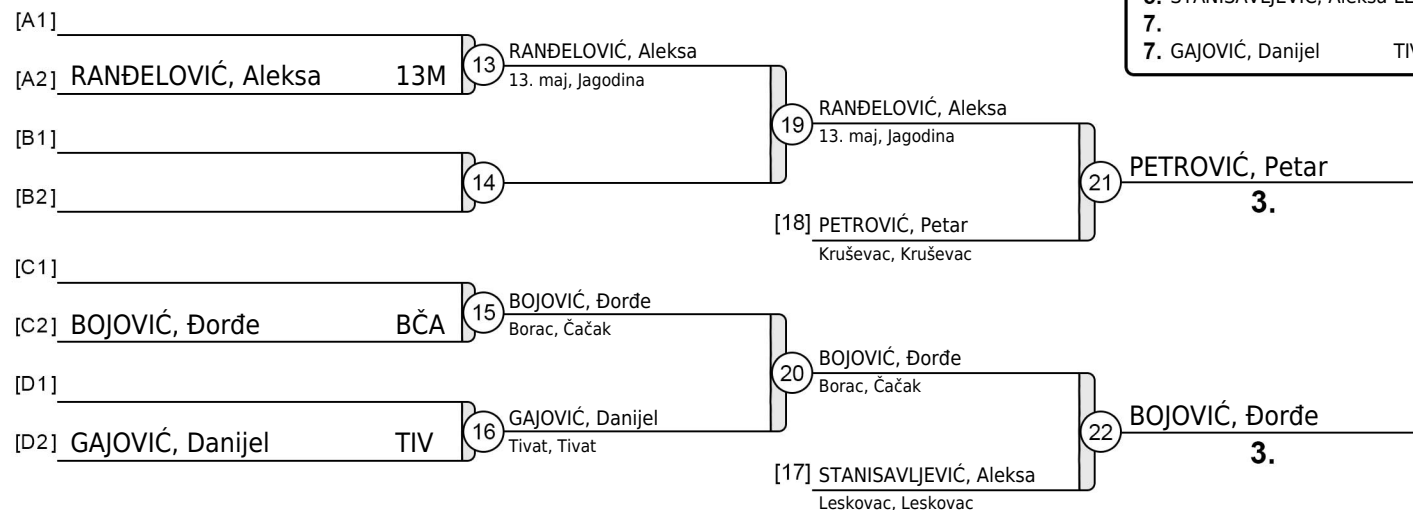 7.
7. GAJOVIĆ, Danijel
[A1]
[A2] RANĐELOVIĆ, Aleksa 13M
13
RANĐELOVIĆ, Aleksa
13. maj, Jagodina
[B1]
[B2]
14
19
RANĐELOVIĆ, Aleksa
13. maj, Jagodina
[18] PETROVIĆ, Petar
Kruševac, Kruševac
21
PETROVIĆ, Petar
3.
[C1]
[C2] BOJOVIĆ, Đorđe BČA
15
BOJOVIĆ, Đorđe
Borac, Čačak
[D1]
[D2] GAJOVIĆ, Danijel TIV
16
GAJOVIĆ, Danijel
Tivat, Tivat
20
BOJOVIĆ, Đorđe
Borac, Čačak
[17] STANISAVLJEVIĆ, Aleksa
Leskovac, Leskovac
22
BOJOVIĆ, Đorđe
3.